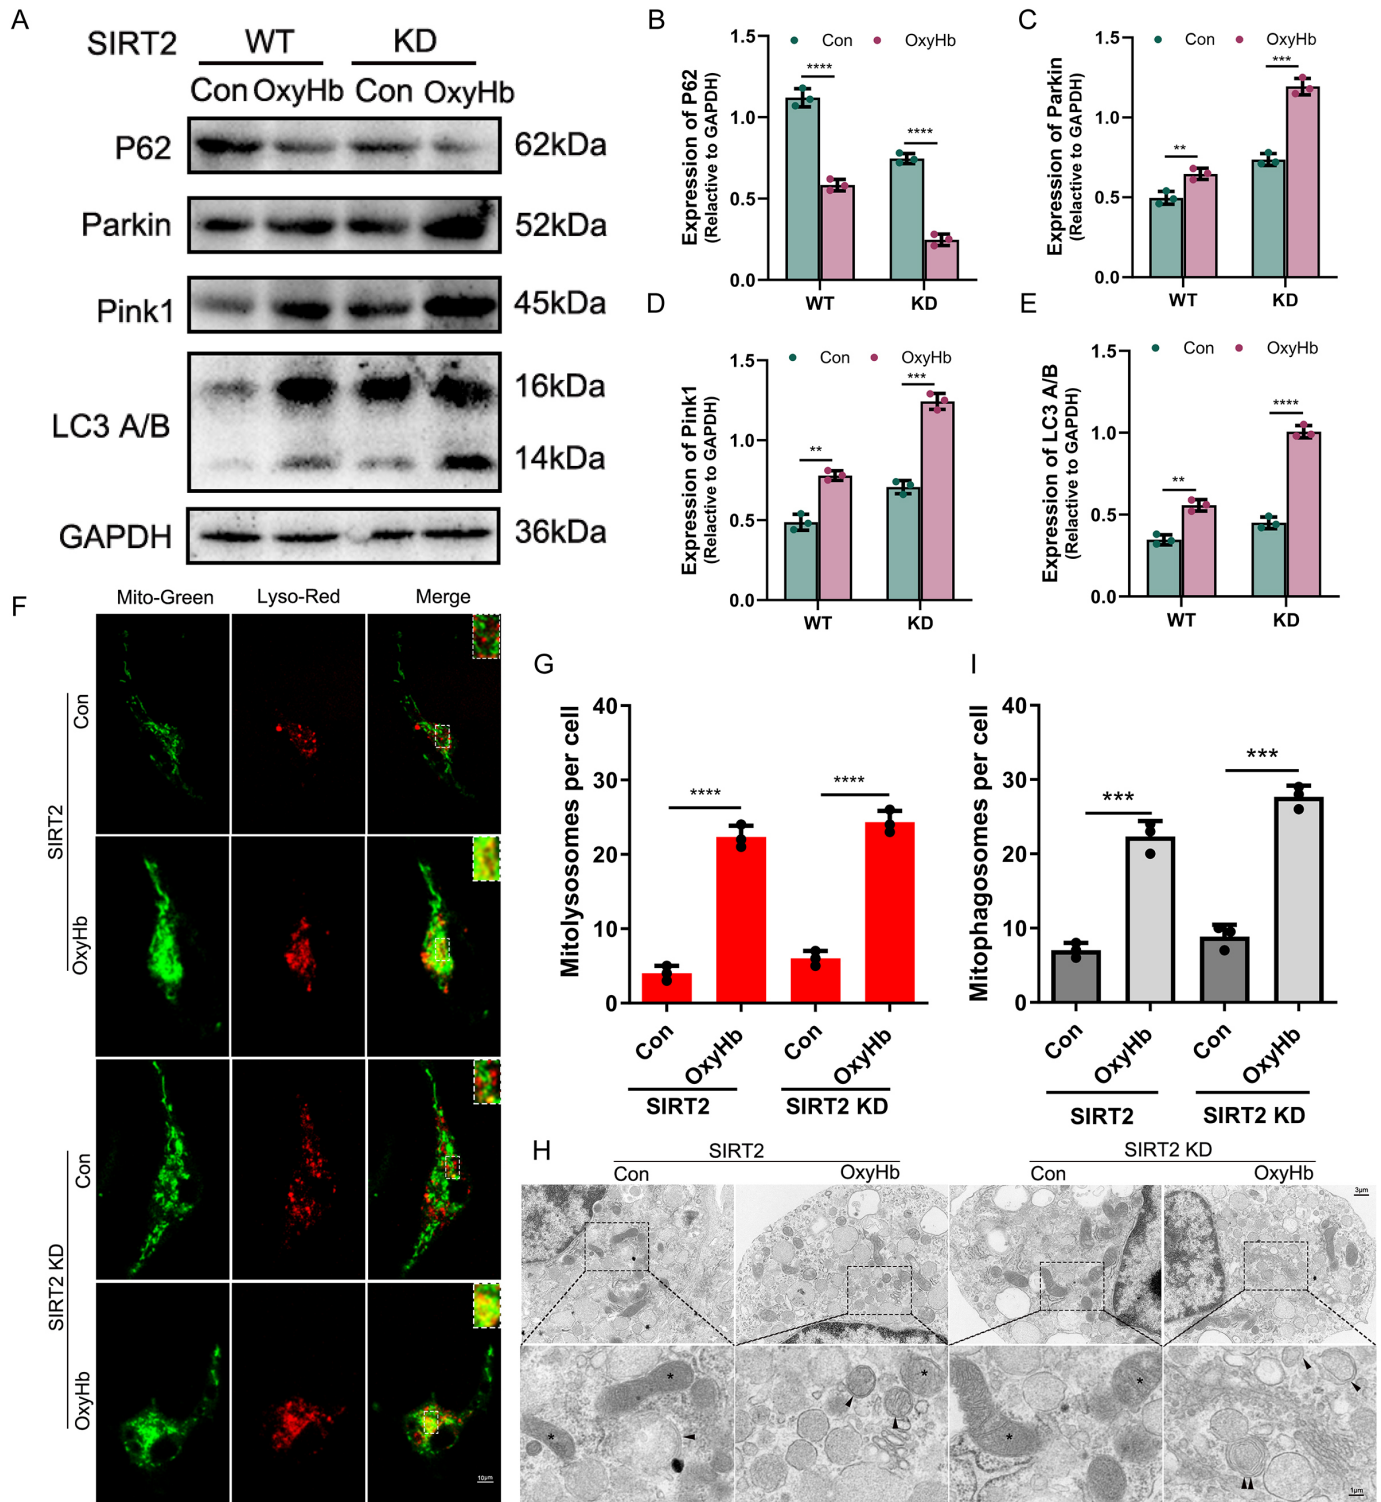 A
SIRT2 WT KD
Con OxyHb Con OxyHb
P62 62kDa
Parkin 52kDa
Pink1 45kDa
LC3 A/B 16kDa
14kDa
GAPDH 36kDa
B
Con OxyHb
Expression of P62
(Relactive to GAPDH)
1.5
1.0
0.5
0.0
****
****
WT KD
C
Con OxyHb
Expression of Parkin
(Relactive to GAPDH)
1.5
1.0
0.5
0.0
**
***
WT KD
D
Con OxyHb
Expression of Pink1
(Relactive to GAPDH)
1.5
1.0
0.5
0.0
**
***
WT KD
E
Con OxyHb
Expression of LC3 A/B
(Relactive to GAPDH)
1.5
1.0
0.5
0.0
**
****
WT KD
F
Mito-Green Lyso-Red Merge
SIRT2
Con
OxyHb
SIRT2 KD
Con
OxyHb
10μm
G
Mitolysosomes per cell
40
30
20
10
0
****
****
Con OxyHb Con OxyHb
SIRT2 SIRT2 KD
I
Mitophagosomes per cell
40
30
20
10
0
***
***
Con OxyHb Con OxyHb
SIRT2 SIRT2 KD
H
SIRT2 SIRT2 KD
Con OxyHb Con OxyHb
3μm
* * * * *
1μm